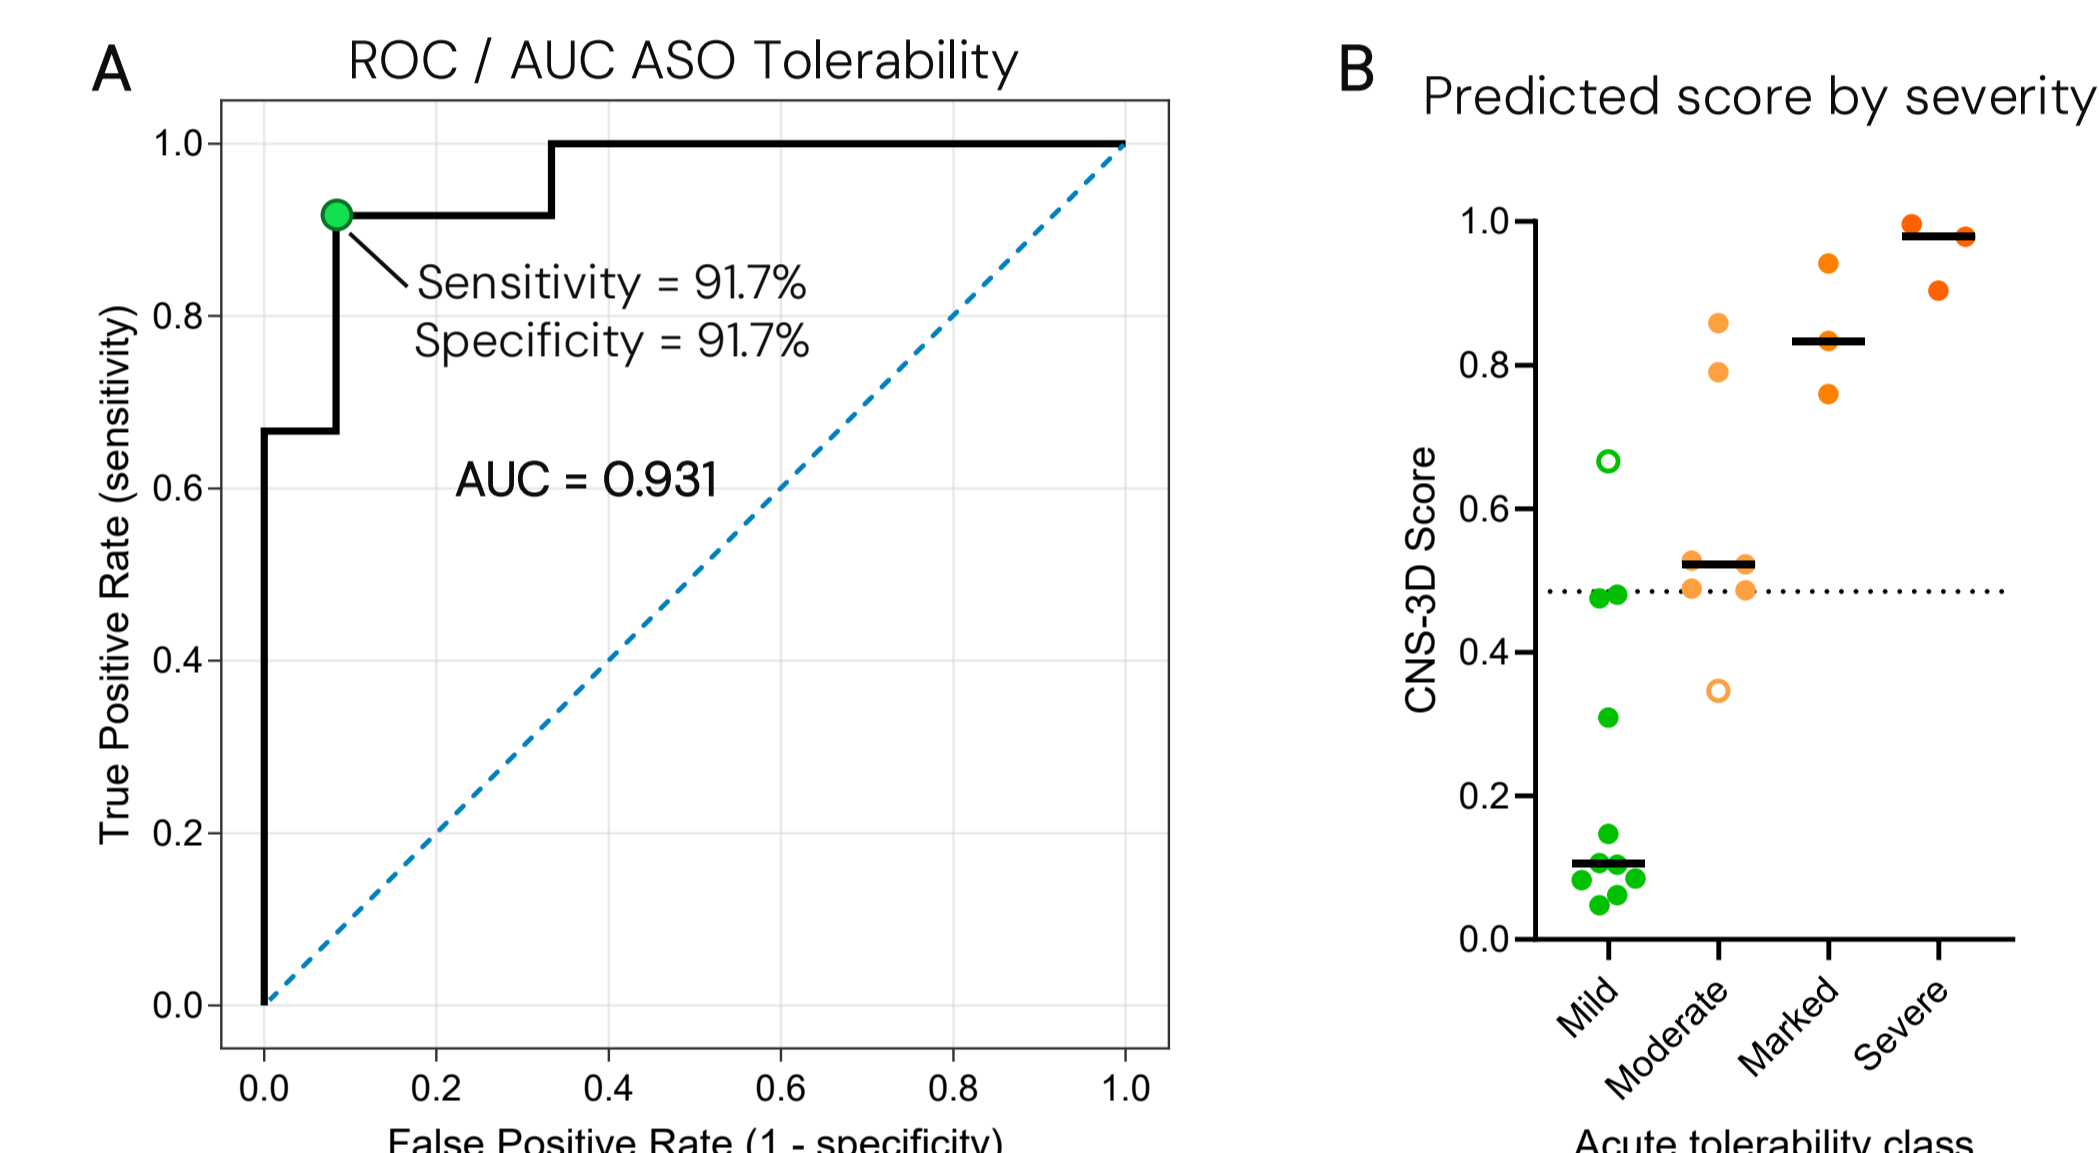 A
ROC / AUC ASO Tolerability
True Positive Rate (sensitivity)
1.0
0.8
0.6
0.4
0.2
0.0
Sensitivity = 91.7%
Specificity = 91.7%
AUC = 0.931
0.0 0.2 0.4 0.6 0.8 1.0
False Positive Rate (1 - specificity)
B
Predicted score by severity
CNS-3D Score
1.0
0.8
0.6
0.4
0.2
0.0
Mild
Moderate
Marked
Severe
Acute tolerability class